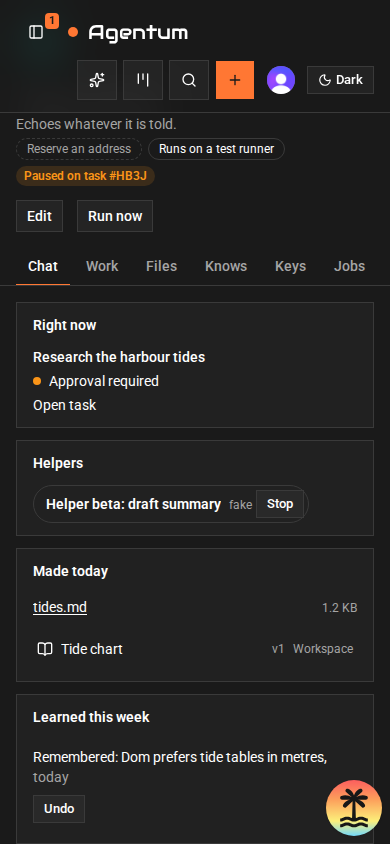 1
Agentum
Dark
Echoes whatever it is told.
Reserve an address
Runs on a test runner
Paused on task #HB3J
Edit
Run now
Chat
Work
Files
Knows
Keys
Jobs
Right now
Research the harbour tides
Approval required
Open task
Helpers
Helper beta: draft summary fake Stop
Made today
tides.md 1.2 KB
Tide chart v1 Workspace
Learned this week
Remembered: Dom prefers tide tables in metres,
today
Undo